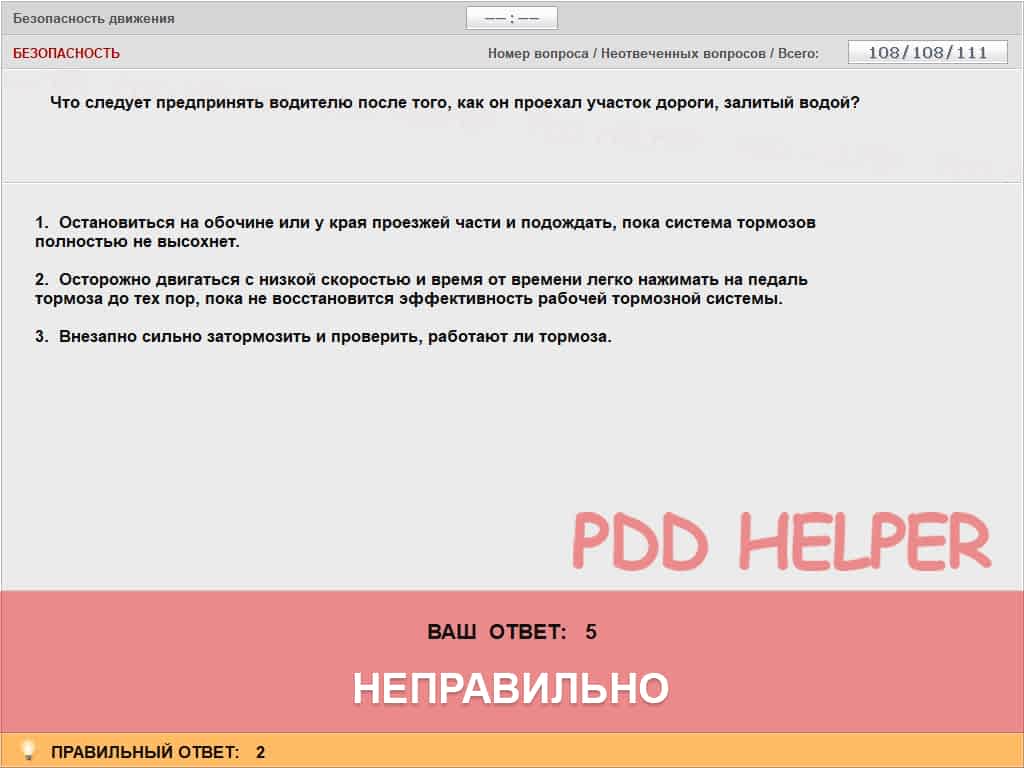 Безопасность движения
—— : ——
БЕЗОПАСНОСТЬ
Номер вопроса / Неотвеченных вопросов / Всего:
108/108/111
Что следует предпринять водителю после того, как он проехал участок дороги, залитый водой?
1. Остановиться на обочине или у края проезжей части и подождать, пока система тормозов
полностью не высохнет.
2. Осторожно двигаться с низкой скоростью и время от времени легко нажимать на педаль
тормоза до тех пор, пока не восстановится эффективность рабочей тормозной системы.
3. Внезапно сильно затормозить и проверить, работают ли тормоза.
PDD HELPER
ВАШ ОТВЕТ: 5
НЕПРАВИЛЬНО
ПРАВИЛЬНЫЙ ОТВЕТ: 2